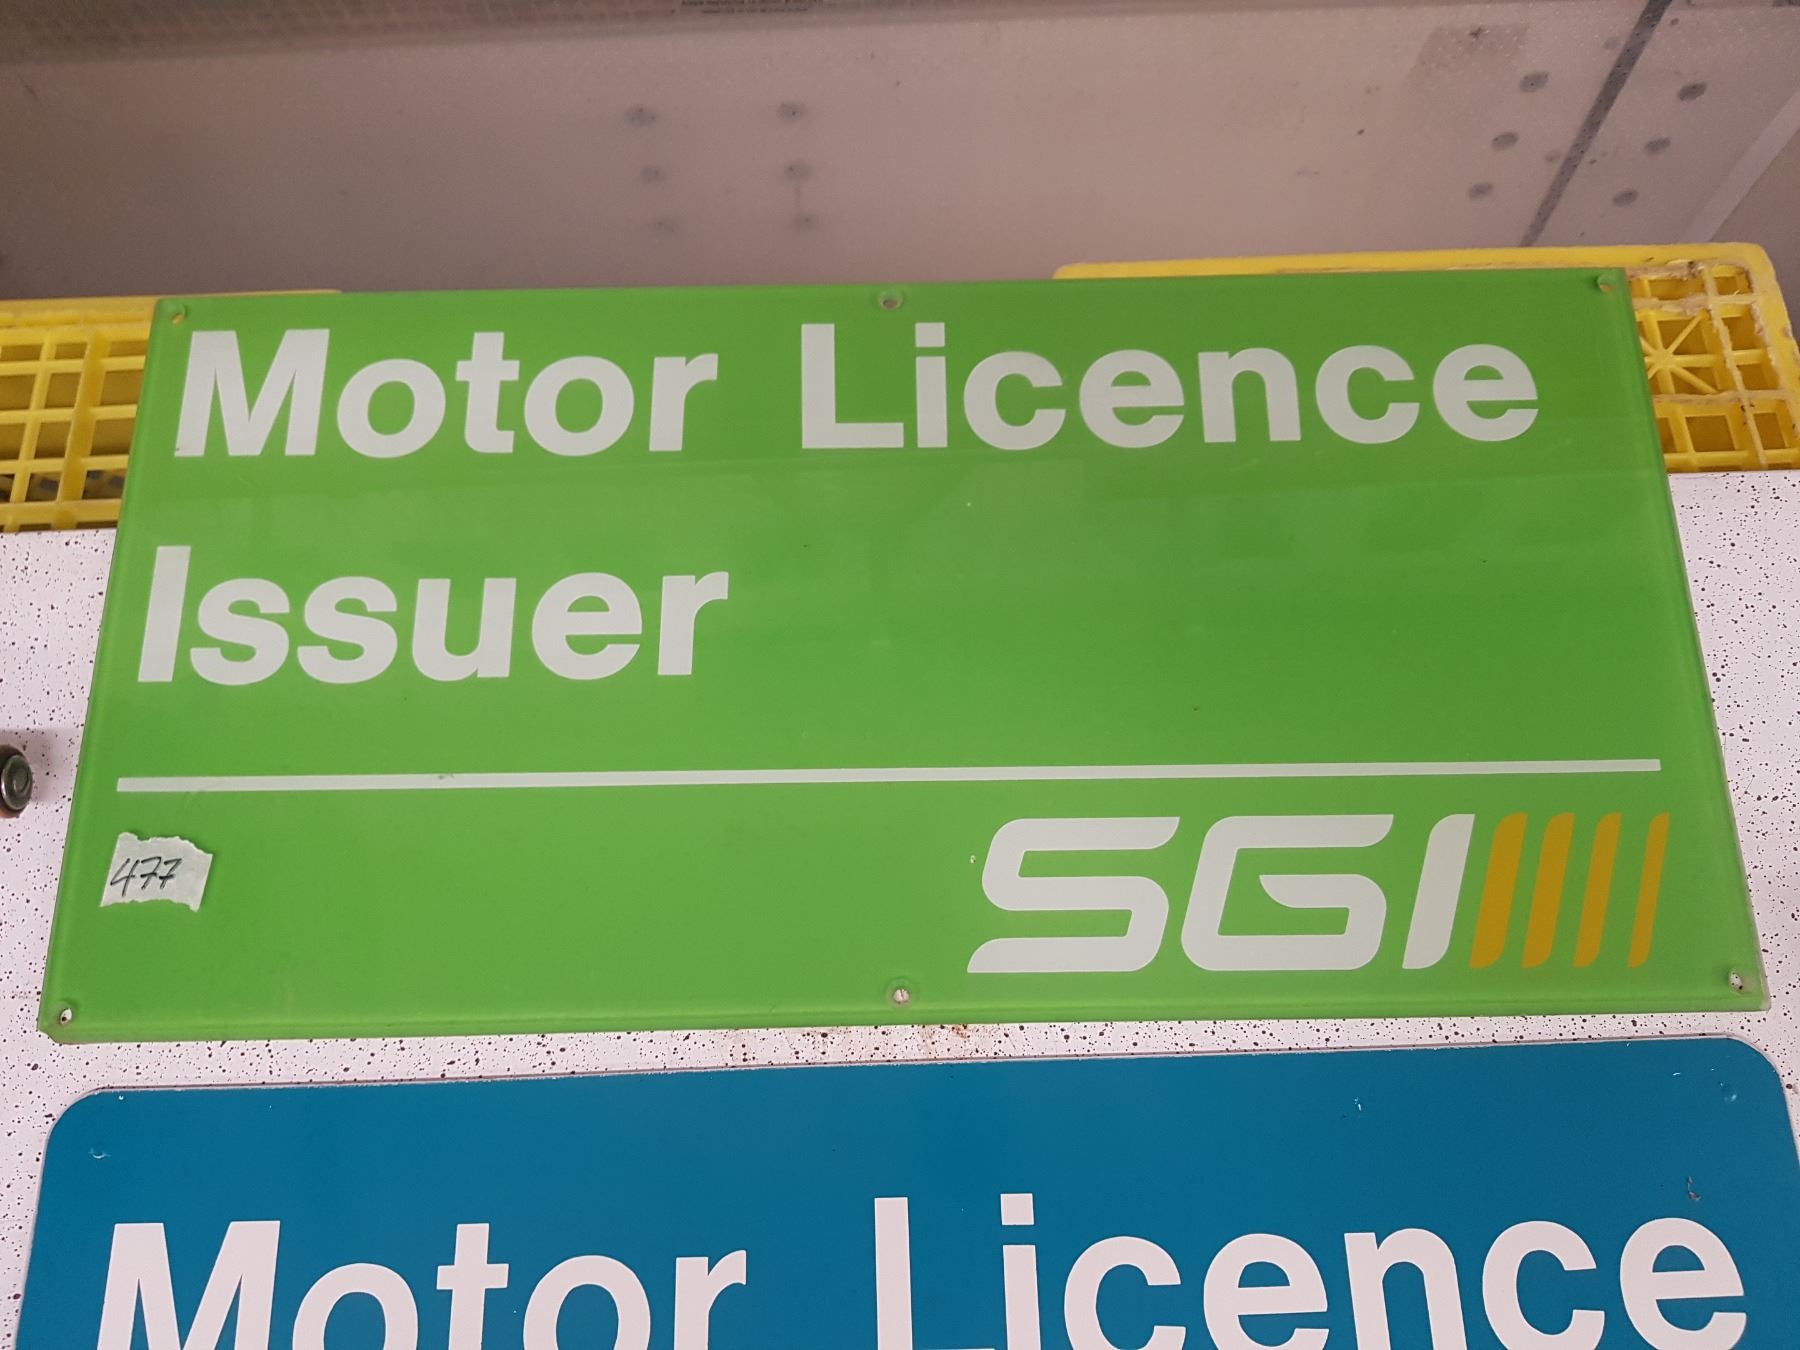 Motor Licence
Issuer
477
SGI
Motor Licence